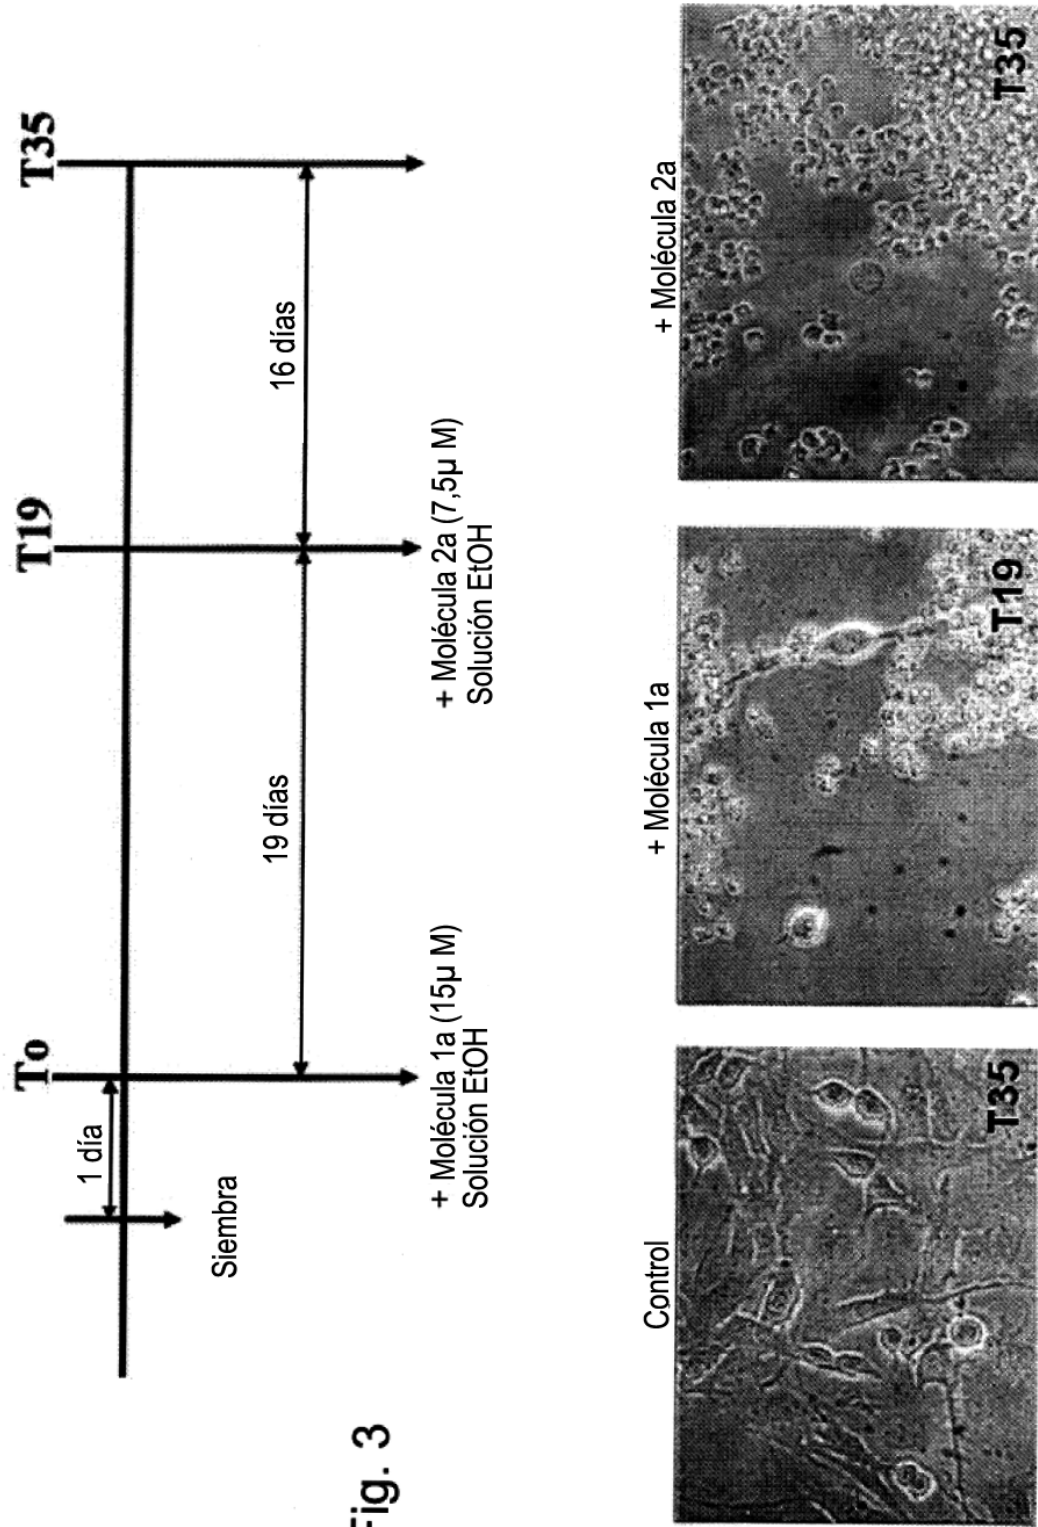 To
T19
T35
1 día
19 días
16 días
Siembra
+ Molécula 1a (15µ M)
Solución EtOH
+ Molécula 2a (7,5µ M)
Solución EtOH
Control
+ Molécula 1a
+ Molécula 2a
T35
T19
T35
Fig. 3